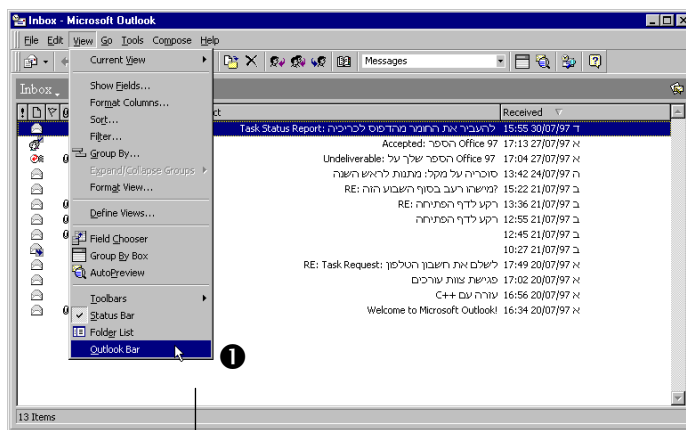 Inbox - Microsoft Outlook
File Edit View Go Tools Compose Help
Messages
Inbox
Current View
Show Fields...
Format Columns...
Sort...
Filter...
Group By...
Expand/Collapse Groups
Format View...
Define Views...
Field Chooser
Group By Box
AutoPreview
Toolbars
Status Bar
Folder List
Outlook Bar
ct Received
Task Status Report: להעביר את החומר מהדפוס לכריכיה ד 30/07/97 15:55
Accepted: הספר Office 97 א 27/07/97 17:13
Undeliverable: הספר שלך על Office 97 א 27/07/97 17:04
סוכריה על מקל: מתנות לראש השנה ה 24/07/97 13:42
RE: מישהו רעב בסוף השבוע הזה? ב 21/07/97 15:22
RE: רקע לדף הפתיחה ב 21/07/97 13:36
רקע לדף הפתיחה ב 21/07/97 12:55
ב 21/07/97 12:45
ב 21/07/97 10:27
RE: Task Request: לשלם את חשבון הטלפון א 20/07/97 17:49
פגישת צוות עורכים א 20/07/97 17:02
עזרה עם C++ א 20/07/97 16:56
Welcome to Microsoft Outlook! א 20/07/97 16:34
1
13 Items